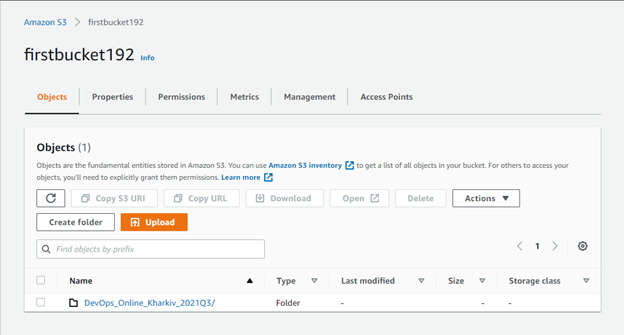 Amazon S3 > firstbucket192
firstbucket192 Info
Objects Properties Permissions Metrics Management Access Points
Objects (1)
Objects are the fundamental entities stored in Amazon S3. You can use Amazon S3 inventory to get a list of all objects in your bucket. For others to access your
objects, you'll need to explicitly grant them permissions. Learn more
Copy S3 URI Copy URL Download Open Delete Actions
Create folder Upload
Find objects by prefix 1
Name Type Last modified Size Storage class
DevOps_Online_Kharkiv_2021Q3/ Folder - - -